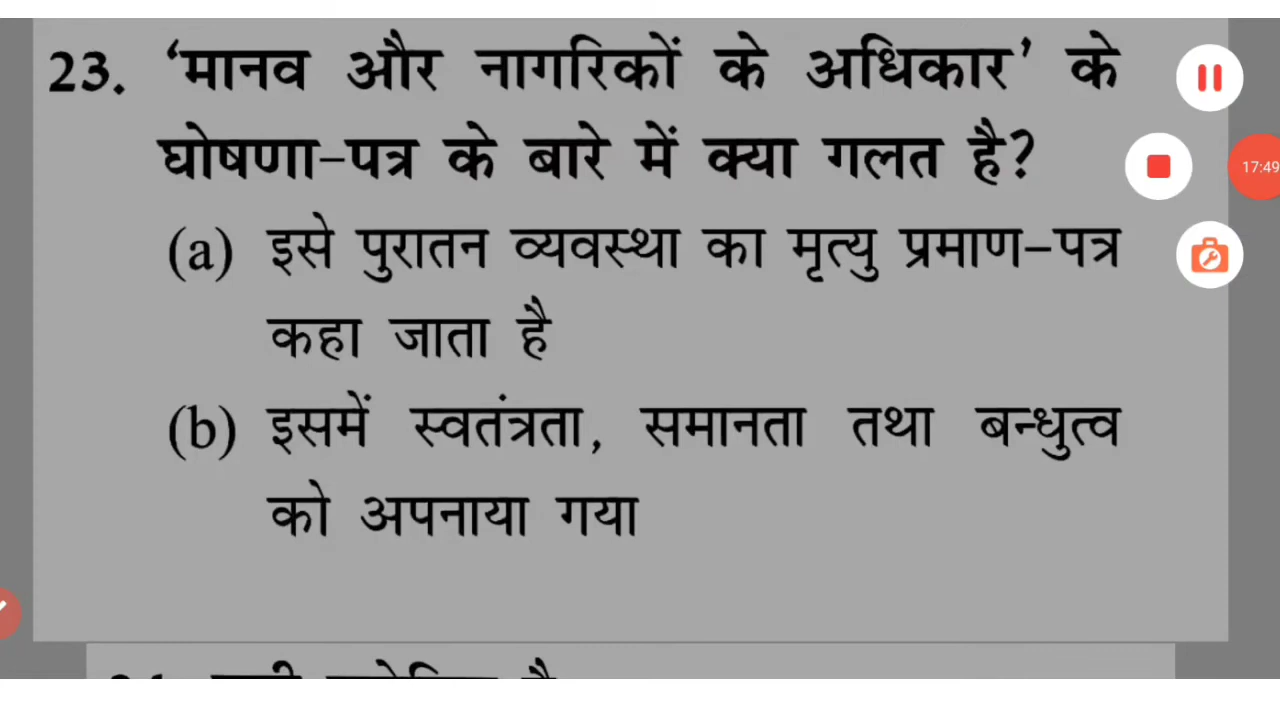 23. ‘मानव और नागरिकों के अधिकार’ के
घोषणा-पत्र के बारे में क्या गलत है?
(a) इसे पुरातन व्यवस्था का मृत्यु प्रमाण-पत्र
कहा जाता है
(b) इसमें स्वतंत्रता, समानता तथा बन्धुत्व
को अपनाया गया
17:49